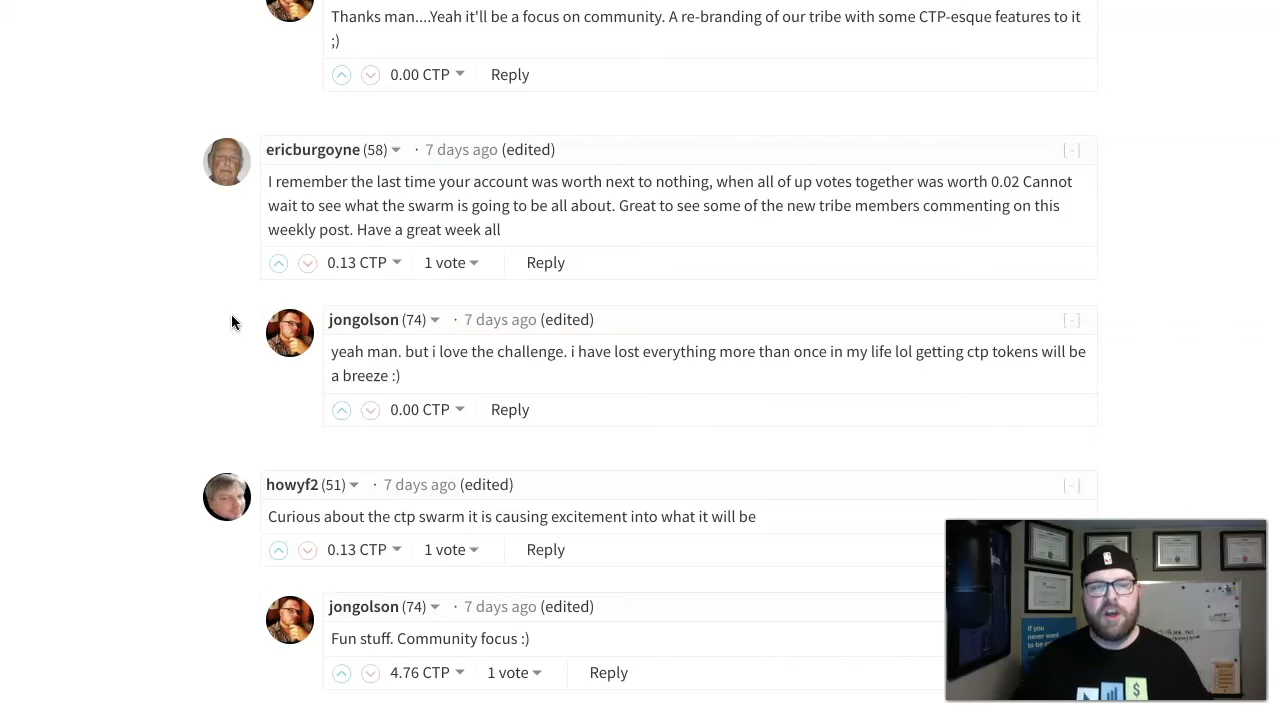 Thanks man....Yeah it'll be a focus on community. A re-branding of our tribe with some CTP-esque features to it
;)
0.00 CTP Reply
ericburgoyne (58) · 7 days ago (edited) [-]
I remember the last time your account was worth next to nothing, when all of up votes together was worth 0.02 Cannot
wait to see what the swarm is going to be all about. Great to see some of the new tribe members commenting on this
weekly post. Have a great week all
0.13 CTP 1 vote Reply
jongolson (74) · 7 days ago (edited) [-]
yeah man. but i love the challenge. i have lost everything more than once in my life lol getting ctp tokens will be
a breeze :)
0.00 CTP Reply
howyf2 (51) · 7 days ago (edited) [-]
Curious about the ctp swarm it is causing excitement into what it will be
0.13 CTP 1 vote Reply
jongolson (74) · 7 days ago (edited)
Fun stuff. Community focus :)
4.76 CTP 1 vote Reply
If you
never want